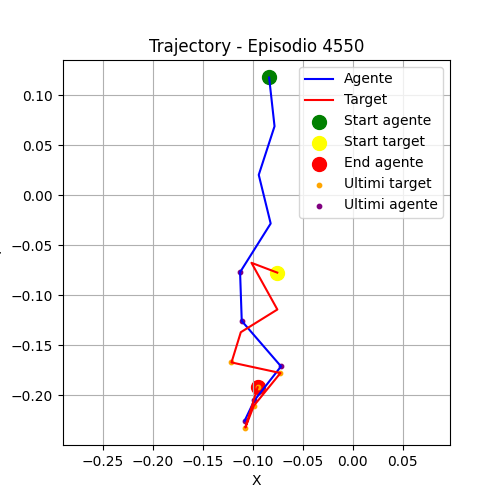 Trajectory - Episodio 4550
Agente
Target
Start agente
Start target
End agente
Ultimi target
Ultimi agente
0.10
0.05
0.00
−0.05
−0.10
−0.15
−0.20
−0.25
−0.20
−0.15
−0.10
−0.05
0.00
0.05
X